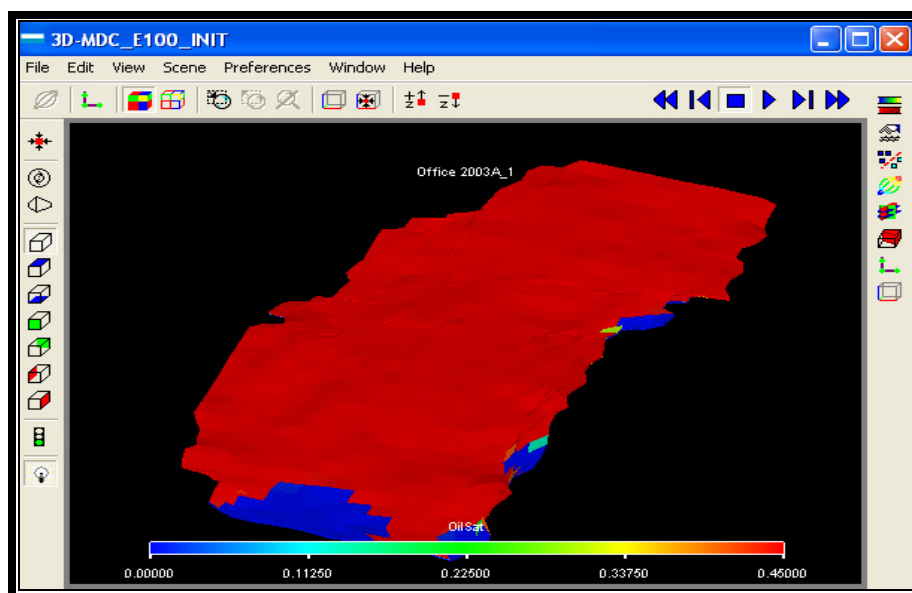 3D-MDC_E100_INIT
File Edit View Scene Preferences Window Help
Office 2003A_1
OilSat
0.00000 0.11250 0.22500 0.33750 0.45000